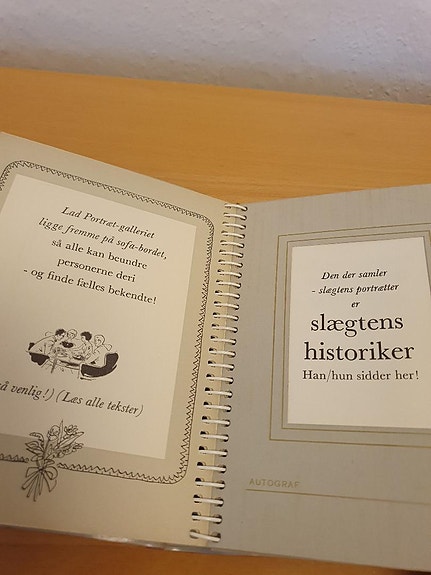 Lad Portræt-galleriet
ligge fremme på sofa-bordet,
så alle kan beundre
personerne deri
- og finde fælles bekendte!
venlig!) (Læs alle tekster)
Den der samler
- slægtens portrætter
er
slægtens
historiker
Han/hun sidder her!
AUTOGRAF